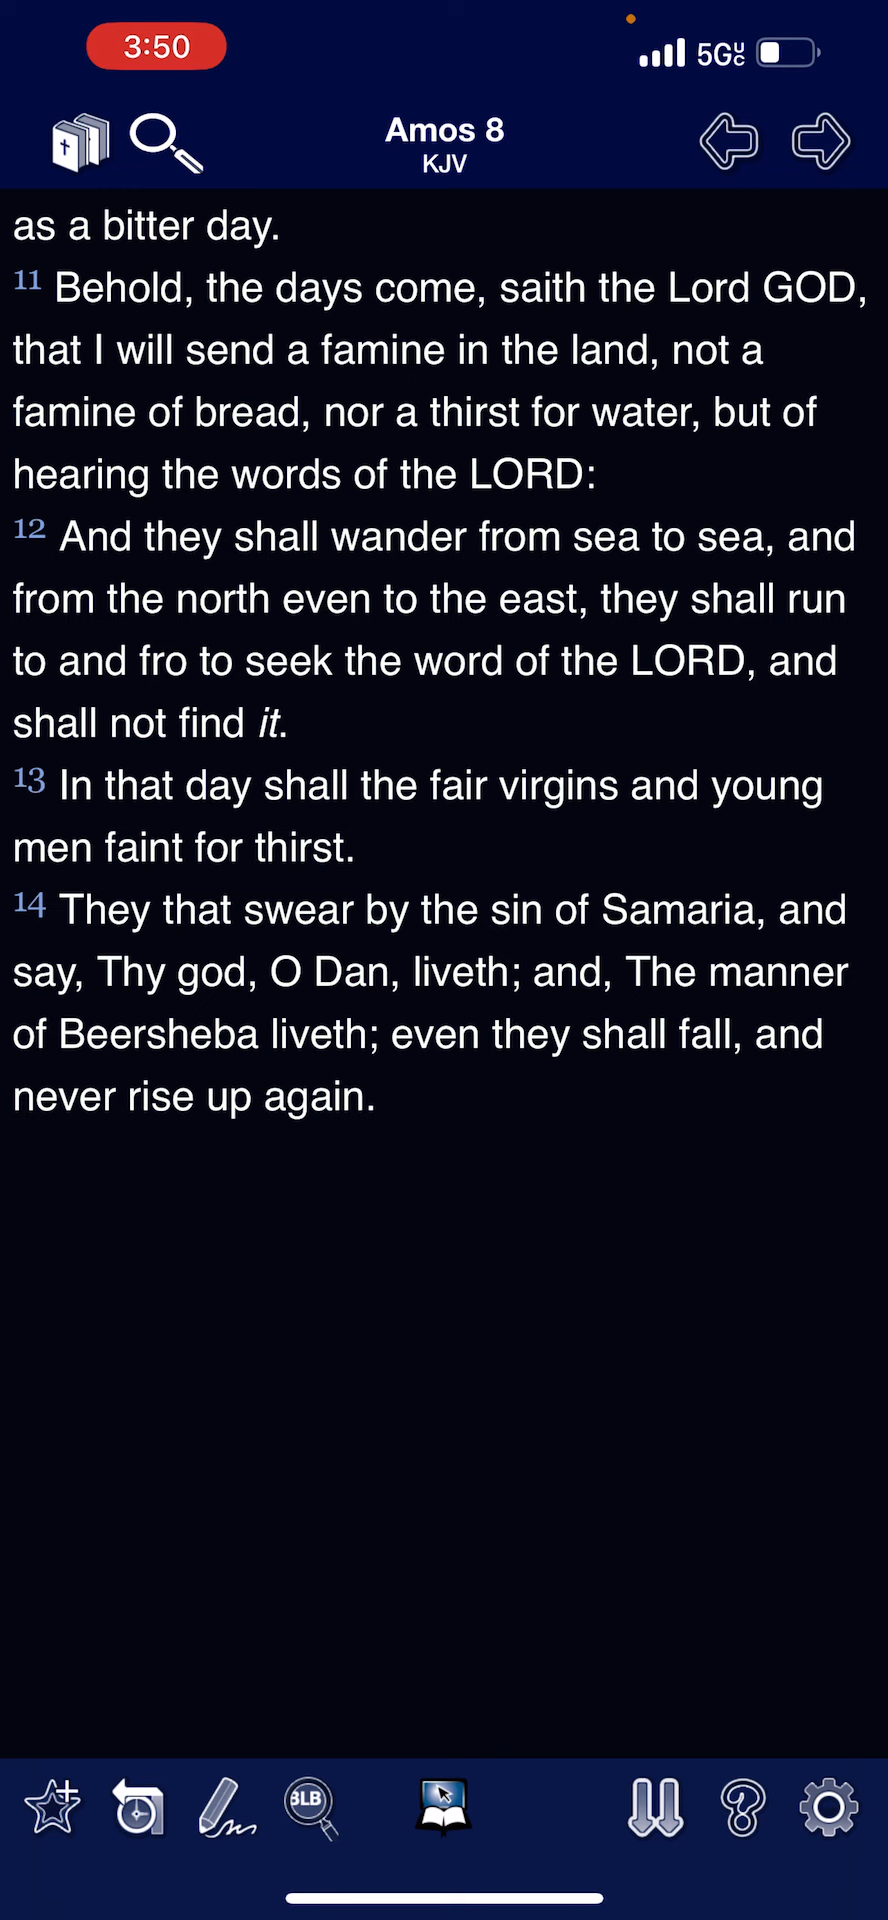 3:50
5GUC
Amos 8
KJV
as a bitter day.
11 Behold, the days come, saith the Lord GOD,
that I will send a famine in the land, not a
famine of bread, nor a thirst for water, but of
hearing the words of the LORD:
12 And they shall wander from sea to sea, and
from the north even to the east, they shall run
to and fro to seek the word of the LORD, and
shall not find it.
13 In that day shall the fair virgins and young
men faint for thirst.
14 They that swear by the sin of Samaria, and
say, Thy god, O Dan, liveth; and, The manner
of Beersheba liveth; even they shall fall, and
never rise up again.
BLB